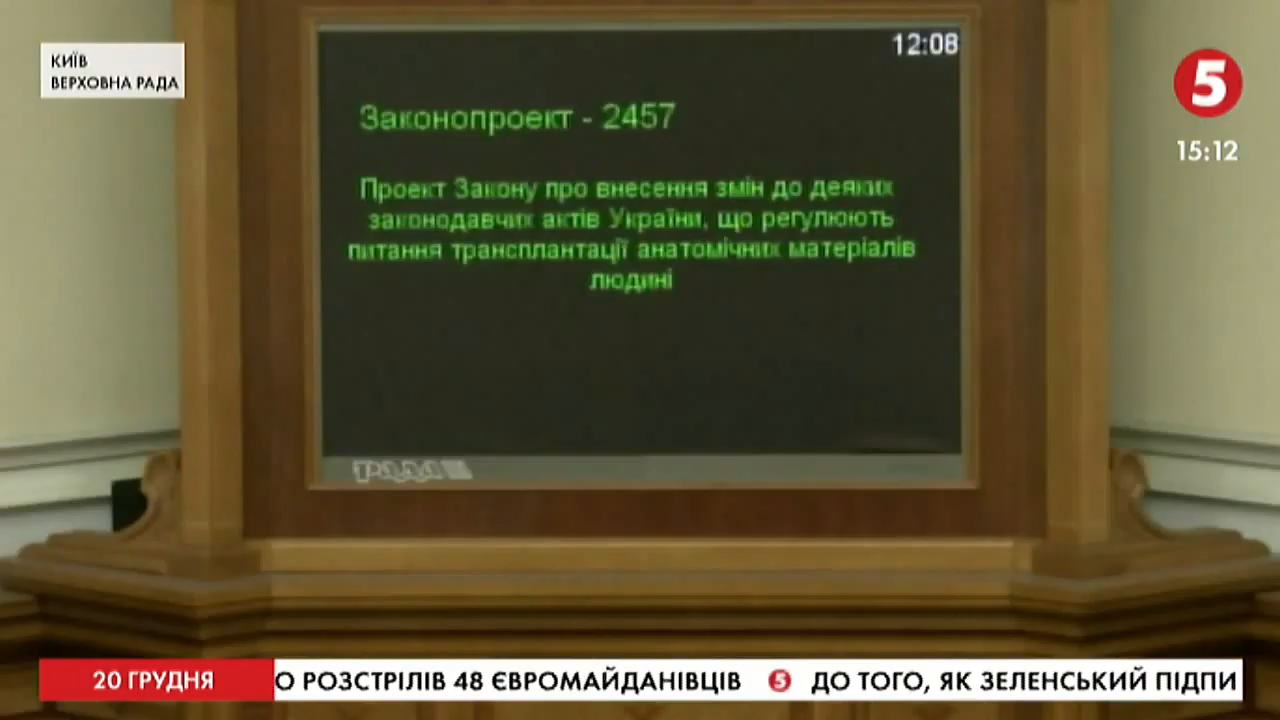 КИЇВ
ВЕРХОВНА РАДА
12:08
5
15:12
Законопроект - 2457
Проект Закону про внесення змін до деяких
законодавчих актів України, що регулюють
питання трансплантації анатомічних матеріалів
людині
РАДА
20 ГРУДНЯ
О РОЗСТРІЛІВ 48 ЄВРОМАЙДАНІВЦІВ 5 ДО ТОГО, ЯК ЗЕЛЕНСЬКИЙ ПІДПИ